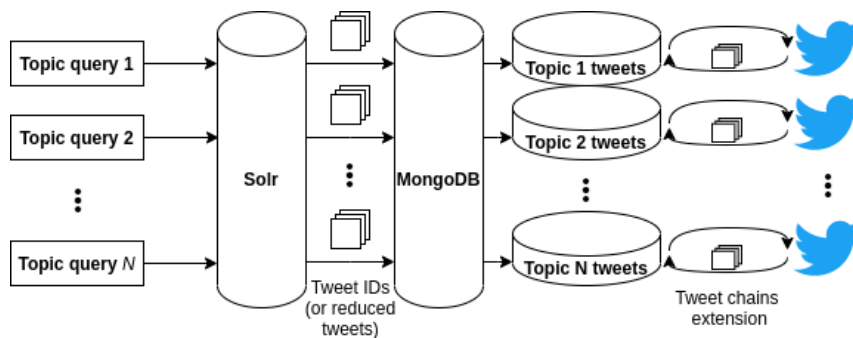 Topic query 1
Topic query 2
Topic query N
Solr
Tweet IDs
(or reduced
tweets)
MongoDB
Topic 1 tweets
Topic 2 tweets
Topic N tweets
Tweet chains
extension